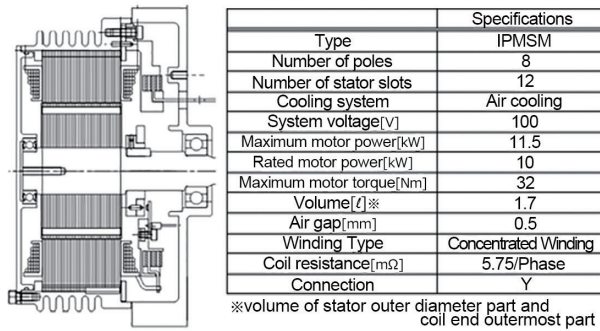 Specifications
Type IPMSM
Number of poles 8
Number of stator slots 12
Cooling system Air cooling
System voltage[V] 100
Maximum motor power[kW] 11.5
Rated motor power[kW] 10
Maximum motor torque[Nm] 32
Volume[ℓ]※ 1.7
Air gap[mm] 0.5
Winding Type Concentrated Winding
Coil resistance[mΩ] 5.75/Phase
Connection Y
※volume of stator outer diameter part and
coil end outermost part